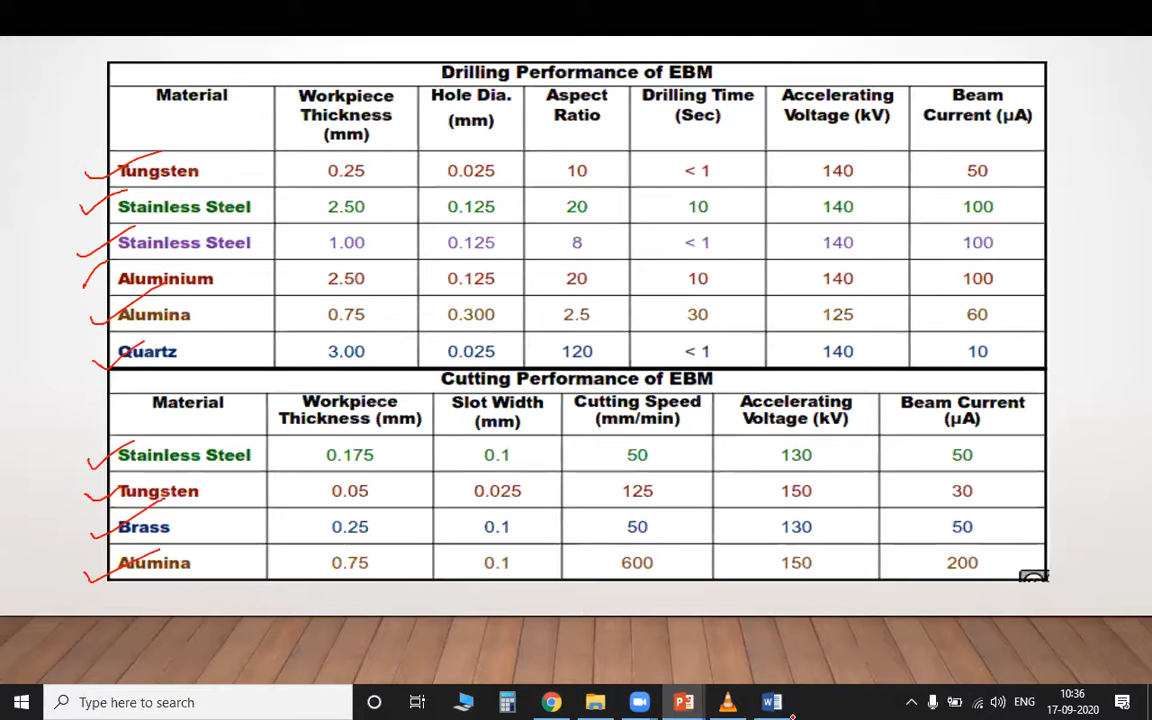 Drilling Performance of EBM
Material Workpiece Thickness (mm) Hole Dia. (mm) Aspect Ratio Drilling Time (Sec) Accelerating Voltage (kV) Beam Current (µA)
Tungsten 0.25 0.025 10 < 1 140 50
Stainless Steel 2.50 0.125 20 10 140 100
Stainless Steel 1.00 0.125 8 < 1 140 100
Aluminium 2.50 0.125 20 10 140 100
Alumina 0.75 0.300 2.5 30 125 60
Quartz 3.00 0.025 120 < 1 140 10
Cutting Performance of EBM
Material Workpiece Thickness (mm) Slot Width (mm) Cutting Speed (mm/min) Accelerating Voltage (kV) Beam Current (µA)
Stainless Steel 0.175 0.1 50 130 50
Tungsten 0.05 0.025 125 150 30
Brass 0.25 0.1 50 130 50
Alumina 0.75 0.1 600 150 200
Type here to search ENG 10:36
17-09-2020